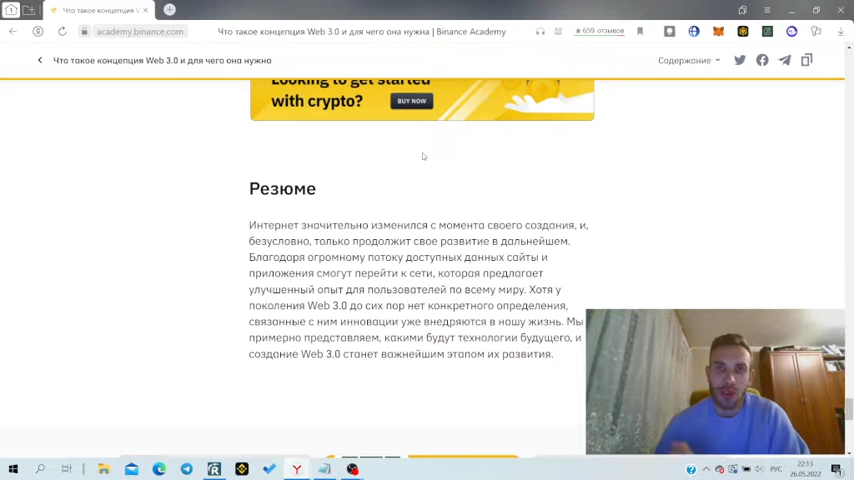 Что такое концепция W
academy.binance.com
Что такое концепция Web 3.0 и для чего она нужна | Binance Academy
★ 659 отзывов
Что такое концепция Web 3.0 и для чего она нужна
Содержание
Looking to get started
with crypto?
BUY NOW
Резюме
Интернет значительно изменился с момента своего создания, и,
безусловно, только продолжит свое развитие в дальнейшем.
Благодаря огромному потоку доступных данных сайты и
приложения смогут перейти к сети, которая предлагает
улучшенный опыт для пользователей по всему миру. Хотя у
поколения Web 3.0 до сих пор нет конкретного определения,
связанные с ним инновации уже внедряются в нашу жизнь. Мы
примерно представляем, какими будут технологии будущего, и
создание Web 3.0 станет важнейшим этапом их развития.
РУС
22:13
26.05.2022